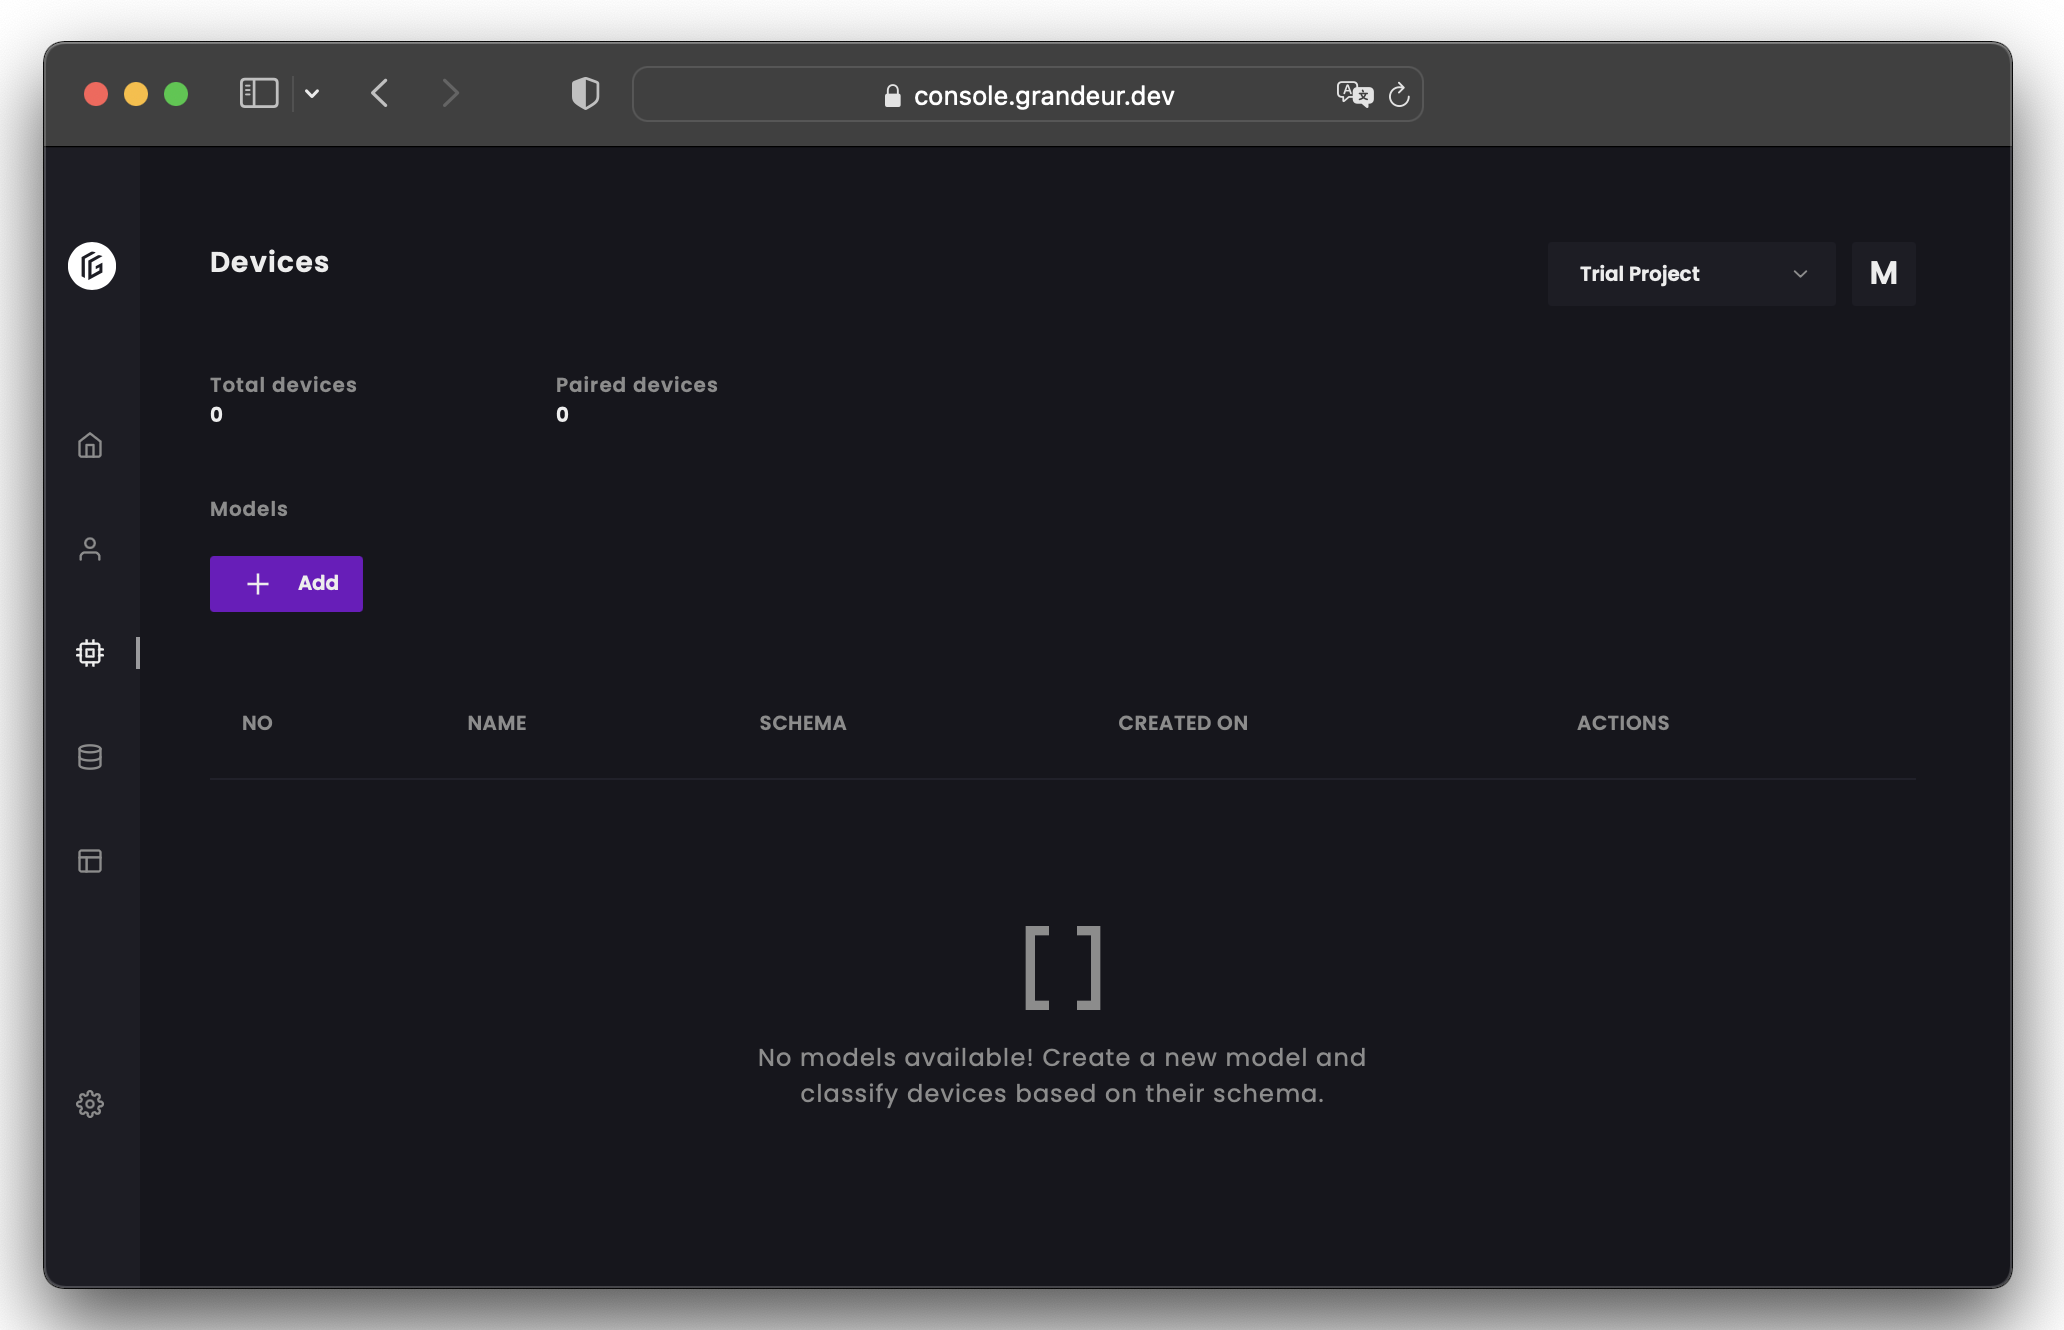 console.grandeur.dev
Devices
Trial Project
M
Total devices
0
Paired devices
0
Models
Add
NO NAME SCHEMA CREATED ON ACTIONS
[ ]
No models available! Create a new model and
classify devices based on their schema.